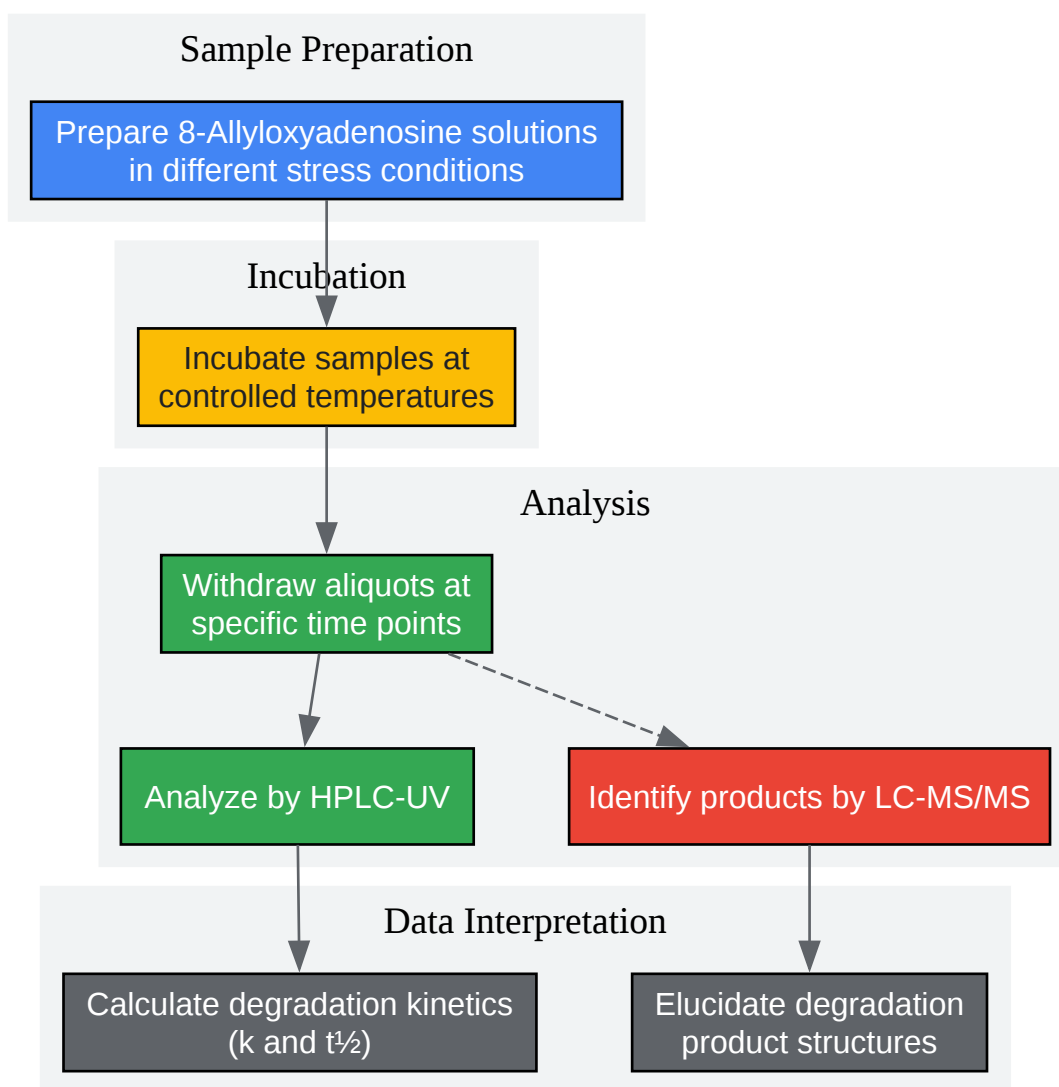 Sample Preparation
Prepare 8-Allyloxyadenosine solutions
in different stress conditions
Incubation
Incubate samples at
controlled temperatures
Analysis
Withdraw aliquots at
specific time points
Analyze by HPLC-UV
Identify products by LC-MS/MS
Data Interpretation
Calculate degradation kinetics
(k and t½)
Elucidate degradation
product structures